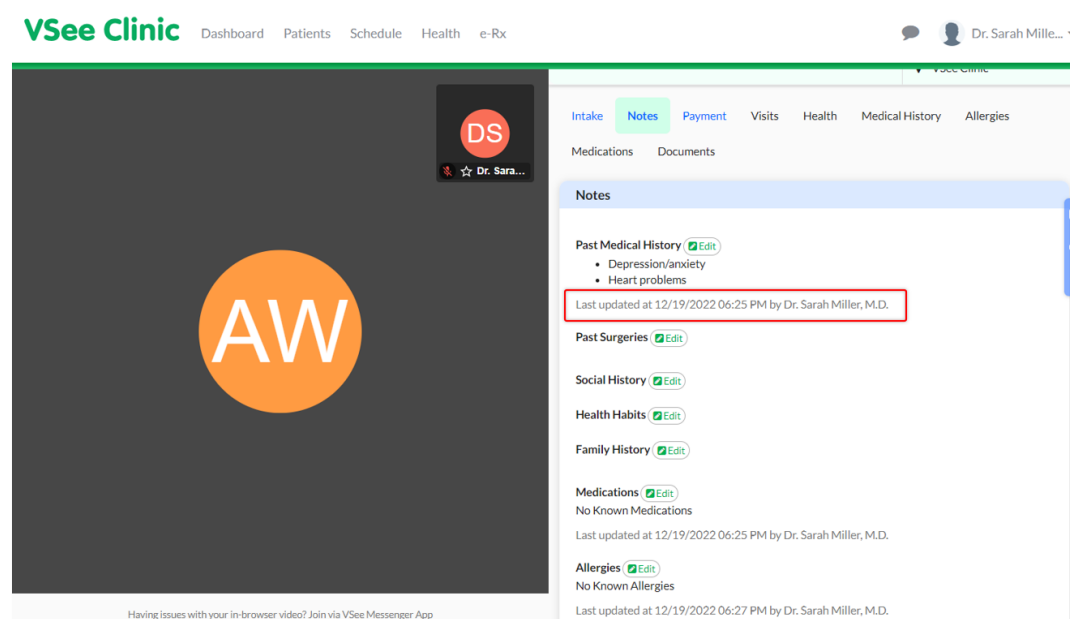 VSee Clinic Dashboard Patients Schedule Health e-Rx Dr. Sarah Mille...
VSee Clinic
DS
Dr. Sara...
AW
Having issues with your in-browser video? Join via VSee Messenger App
Intake Notes Payment Visits Health Medical History Allergies
Medications Documents
Notes
Past Medical History Edit
• Depression/anxiety
• Heart problems
Last updated at 12/19/2022 06:25 PM by Dr. Sarah Miller, M.D.
Past Surgeries Edit
Social History Edit
Health Habits Edit
Family History Edit
Medications Edit
No Known Medications
Last updated at 12/19/2022 06:25 PM by Dr. Sarah Miller, M.D.
Allergies Edit
No Known Allergies
Last updated at 12/19/2022 06:27 PM by Dr. Sarah Miller, M.D.